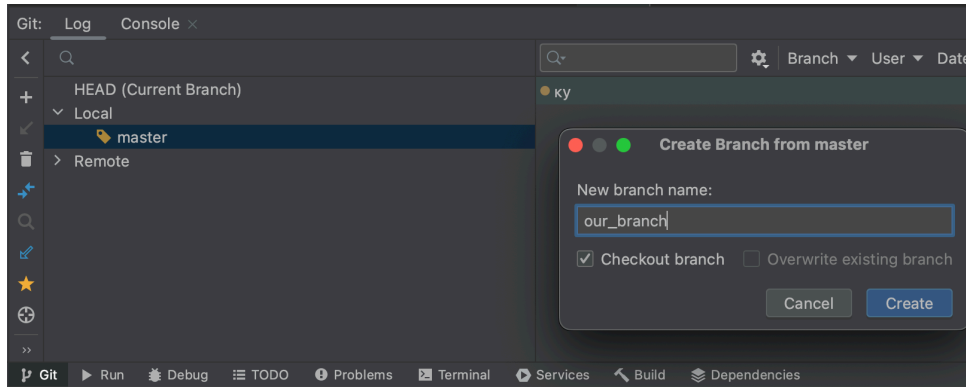 Git: Log Console
Branch User Date
HEAD (Current Branch)
Local
master
Remote
ку
Create Branch from master
New branch name:
our_branch
Checkout branch Overwrite existing branch
Cancel Create
Git Run Debug TODO Problems Terminal Services Build Dependencies